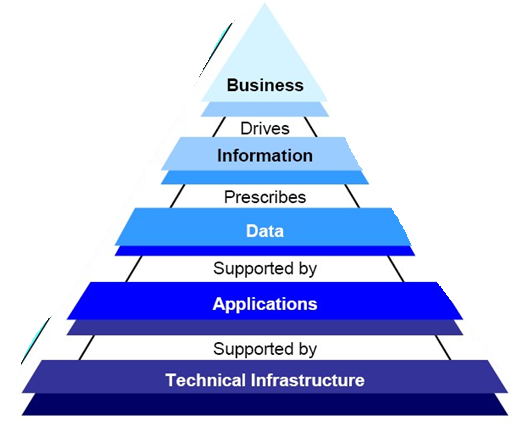 Business
Drives
Information
Prescribes
Data
Supported by
Applications
Supported by
Technical Infrastructure